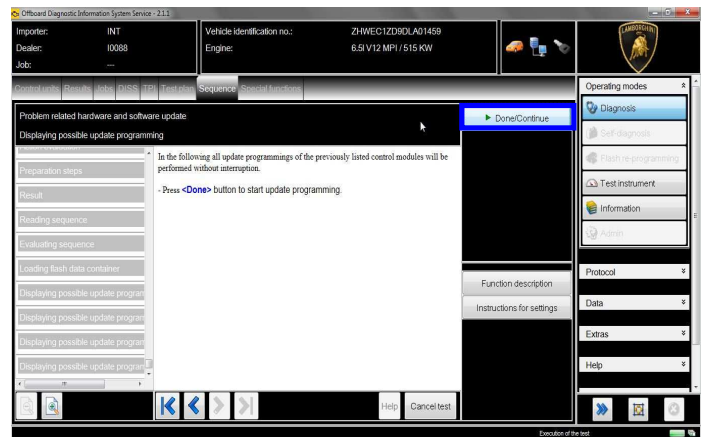 Offboard Diagnostic Information System Service - 2.1.1
Importer: INT
Dealer: I0088
Job: ---
Vehicle identification no.: ZHWEC1ZD9DLA01459
Engine: 6.5l V12 MPI / 515 KW
LAMBORGHINI
Control units Results Jobs DISS TPI Test plan Sequence Special functions
Problem related hardware and software update
Displaying possible update programming
Preparation steps
Result
Reading sequence
Evaluating sequence
Loading flash data container
Displaying possible update program
Displaying possible update program
Displaying possible update program
Displaying possible update program
In the following all update programmings of the previously listed control modules will be
performed without interruption.
- Press <Done> button to start update programming.
Help
Cancel test
Done/Continue
Function description
Instructions for settings
Operating modes
Diagnosis
Self-diagnosis
Flash re-programming
Test instrument
Information
Admin
Protocol
Data
Extras
Help
Execution of the test